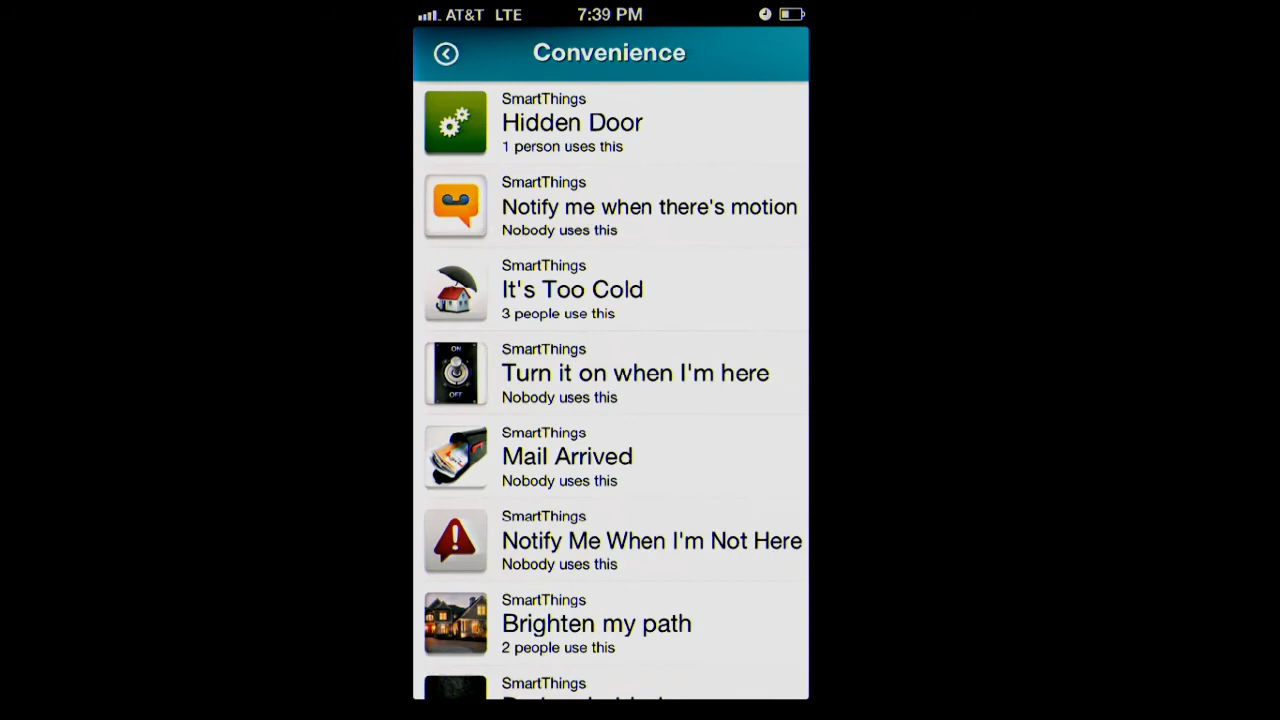 AT&T LTE 7:39 PM
Convenience
SmartThings
Hidden Door
1 person uses this
SmartThings
Notify me when there's motion
Nobody uses this
SmartThings
It's Too Cold
3 people use this
ON
OFF
SmartThings
Turn it on when I'm here
Nobody uses this
SmartThings
Mail Arrived
Nobody uses this
SmartThings
Notify Me When I'm Not Here
Nobody uses this
SmartThings
Brighten my path
2 people use this
SmartThings